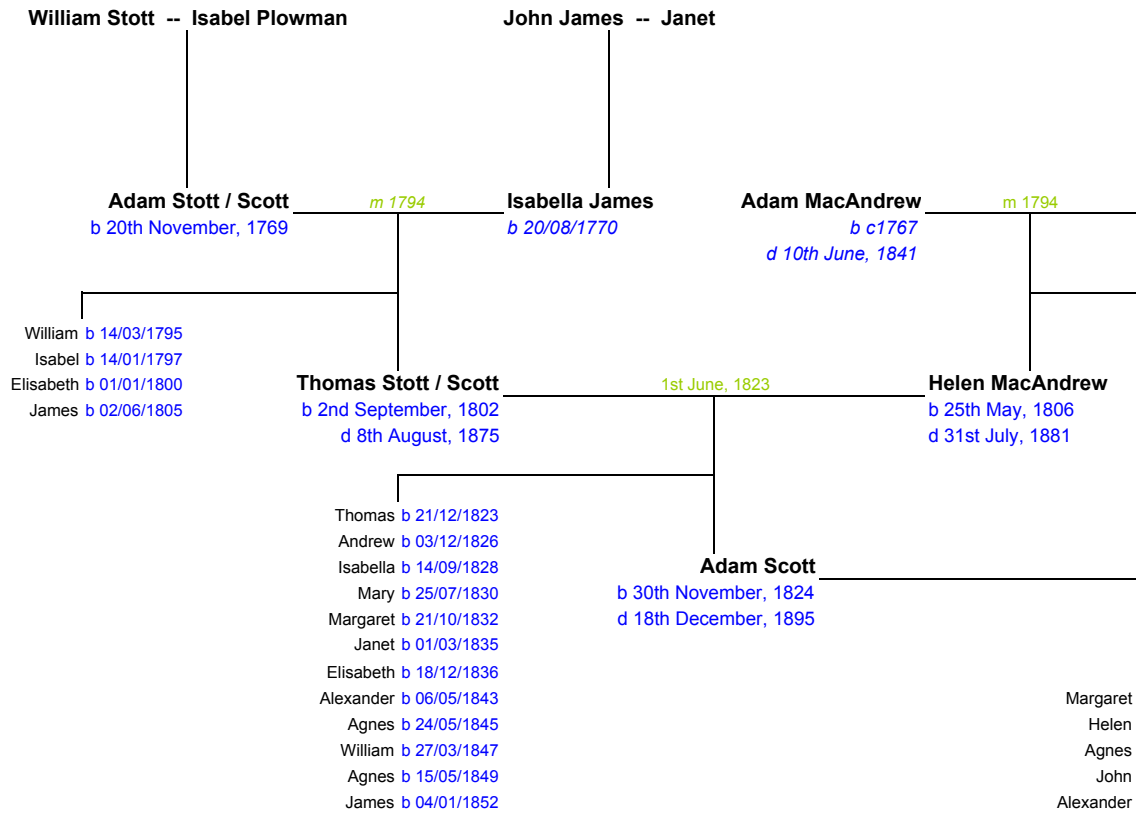 William Stott -- Isabel Plowman
John James -- Janet
Adam Stott / Scott
m 1794
Isabella James
Adam MacAndrew
m 1794
b 20th November, 1769
b 20/08/1770
b c1767
d 10th June, 1841
William b 14/03/1795
Isabel b 14/01/1797
Elisabeth b 01/01/1800
James b 02/06/1805
Thomas Stott / Scott
1st June, 1823
Helen MacAndrew
b 2nd September, 1802
b 25th May, 1806
d 8th August, 1875
d 31st July, 1881
Thomas b 21/12/1823
Andrew b 03/12/1826
Isabella b 14/09/1828
Mary b 25/07/1830
Margaret b 21/10/1832
Janet b 01/03/1835
Elisabeth b 18/12/1836
Alexander b 06/05/1843
Agnes b 24/05/1845
William b 27/03/1847
Agnes b 15/05/1849
James b 04/01/1852
Adam Scott
b 30th November, 1824
d 18th December, 1895
Margaret
Helen
Agnes
John
Alexander